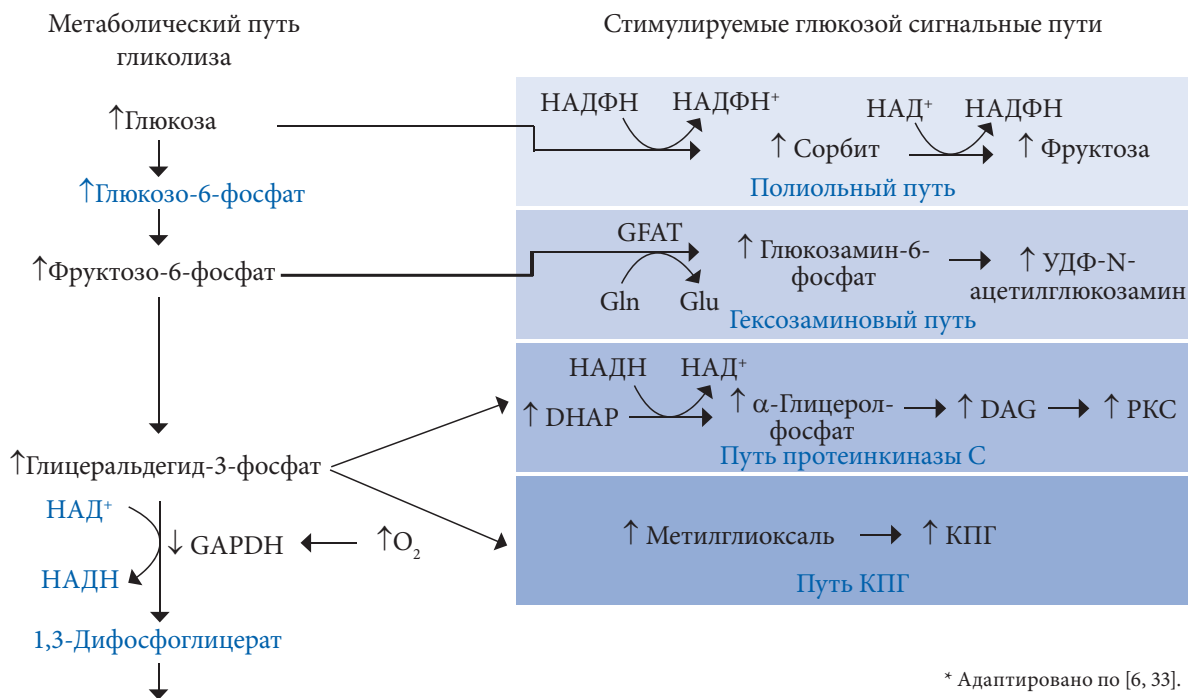 Метаболический путь
гликолиза
Стимулируемые глюкозой сигнальные пути
↑Глюкоза
↑Глюкозо-6-фосфат
↑Фруктозо-6-фосфат
↑Глицеральдегид-3-фосфат
НАД⁺
↓ GAPDH
↑O₂
НАДН
1,3-Дифосфоглицерат
НАДФН
НАДФН⁺
НАД⁺
НАДФН
↑ Сорбит
↑ Фруктоза
Полиольный путь
GFAT
↑ Глюкозамин-6-
фосфат
↑ УДФ-N-
ацетилглюкозамин
Gln
Glu
Гексозаминовый путь
НАДН
НАД⁺
↑ DHAP
↑ α-Глицерол-
фосфат
↑ DAG
↑ РКС
Путь протеинкиназы С
↑ Метилглиоксаль
↑ КПГ
Путь КПГ
* Адаптировано по [6, 33].